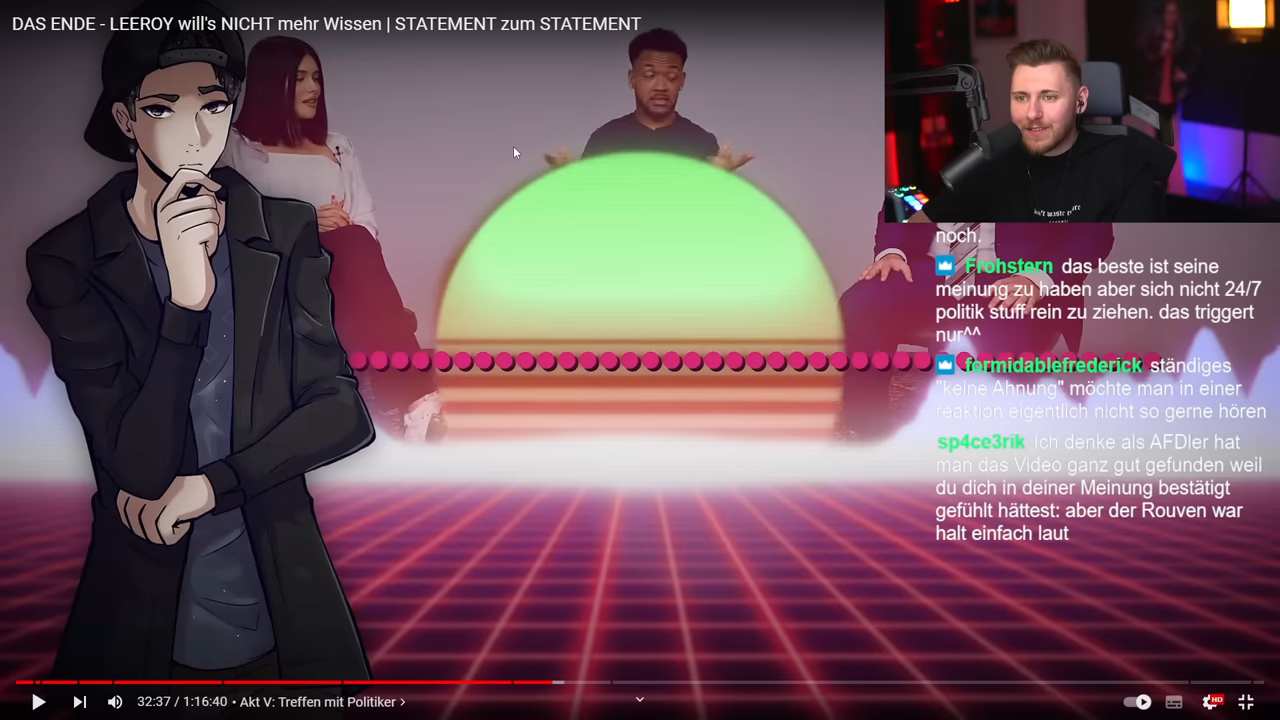 DAS ENDE - LEEROY will's NICHT mehr Wissen | STATEMENT zum STATEMENT
noch.
Frohstern das beste ist seine
meinung zu haben aber sich nicht 24/7
politik stuff rein zu ziehen. das triggert
nur^^
formidablefrederick ständiges
"keine Ahnung" möchte man in einer
reaktion eigentlich nicht so gerne hören
sp4ce3rik Ich denke als AFDler hat
man das Video ganz gut gefunden weil
du dich in deiner Meinung bestätigt
gefühlt hättest: aber der Rouven war
halt einfach laut
32:37 / 1:16:40 • Akt V: Treffen mit Politiker >
HD